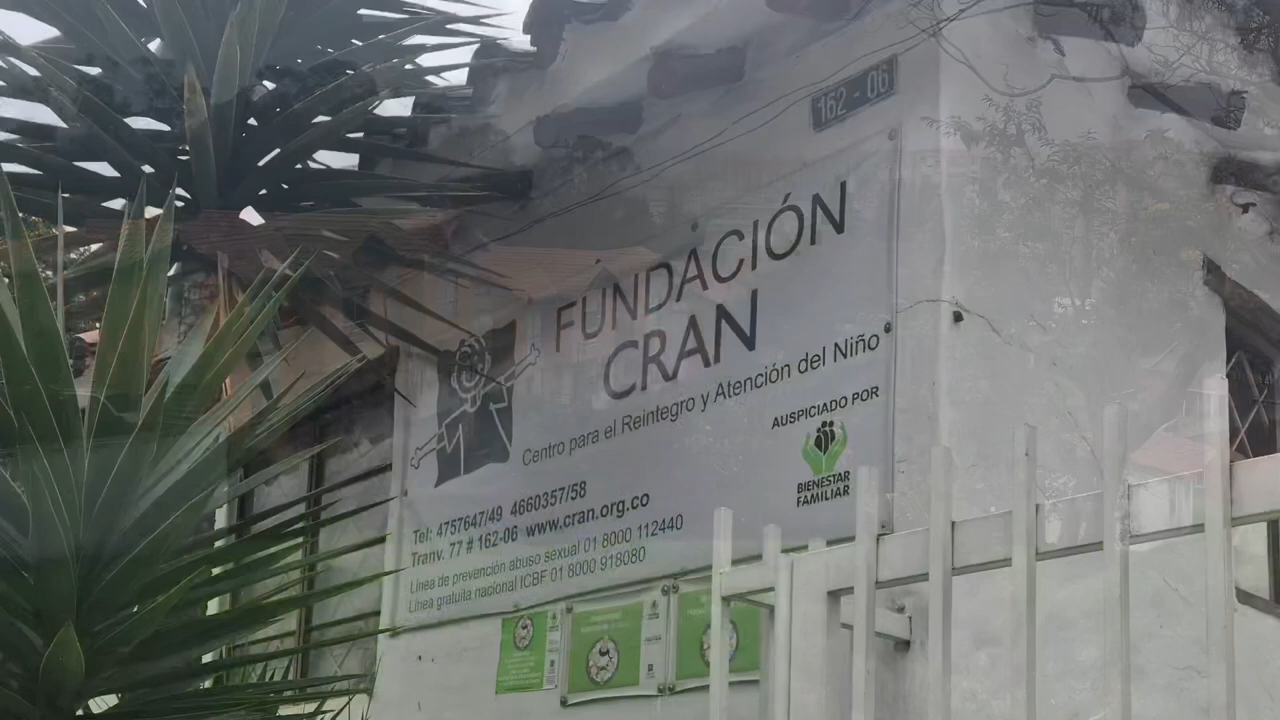 162 - 06
FUNDACIÓN
CRAN
Centro para el Reintegro y Atención del Niño
AUSPICIADO POR
BIENESTAR
FAMILIAR
Tel: 4757647/49 4660357/58
Tranv. 77 # 162-06 www.cran.org.co
Línea de prevención abuso sexual 01 8000 112440
Línea gratuita nacional ICBF 01 8000 918080